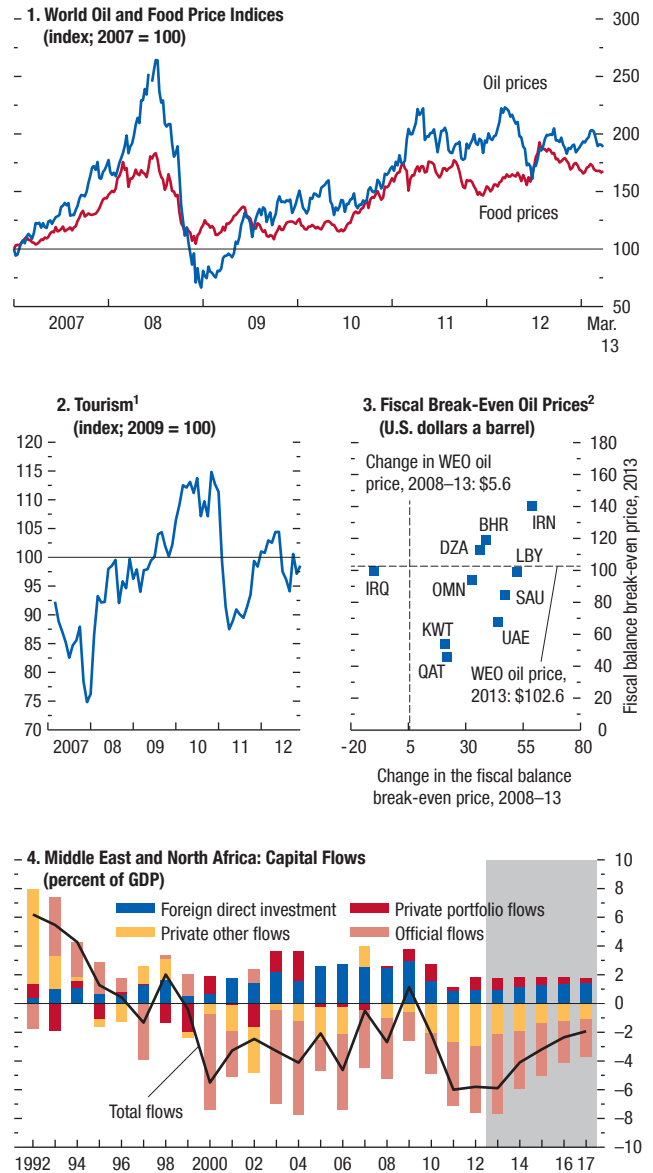 1. World Oil and Food Price Indices
(index; 2007 = 100)
300
250
200
150
100
50
Oil prices
Food prices
2007 08 09 10 11 12 Mar.
13
2. Tourism1
(index; 2009 = 100)
120
115
110
105
100
95
90
85
80
75
70
2007 08 09 10 11 12
3. Fiscal Break-Even Oil Prices2
(U.S. dollars a barrel)
180
160
140
120
100
80
60
40
20
0
Fiscal balance break-even price, 2013
Change in WEO oil
price, 2008–13: $5.6
IRN
BHR
DZA
LBY
IRQ
OMN
SAU
KWT
UAE
QAT
WEO oil price,
2013: $102.6
-20 5 30 55 80
Change in the fiscal balance
break-even price, 2008–13
4. Middle East and North Africa: Capital Flows
(percent of GDP)
Foreign direct investment
Private portfolio flows
Private other flows
Official flows
Total flows
10
8
6
4
2
0
−2
−4
−6
−8
−10
1992 94 96 98 2000 02 04 06 08 10 12 14 16 17